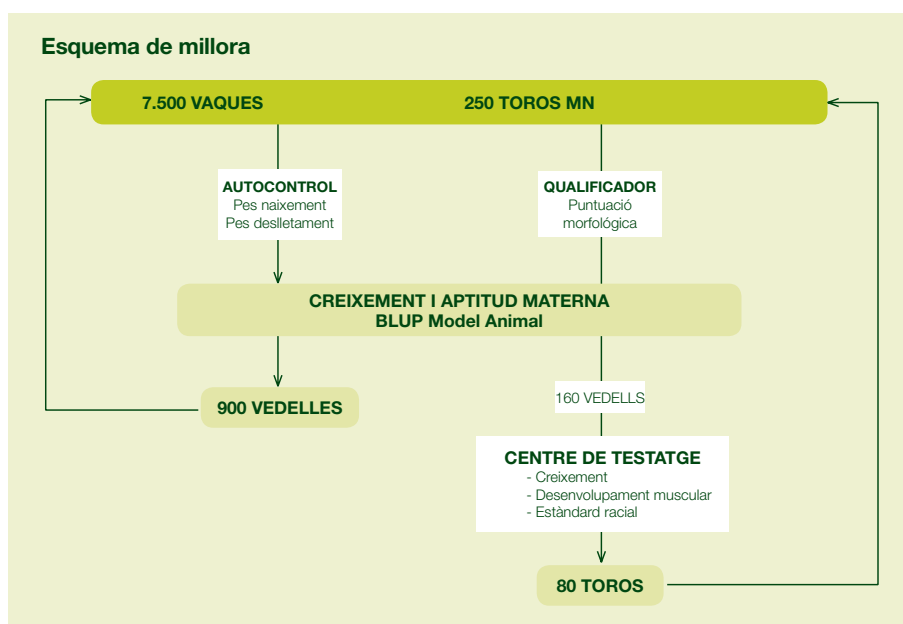 Esquema de millora
7.500 VAQUES
250 TOROS MN
AUTOCONTROL
Pes naixement
Pes deslletament
QUALIFICADOR
Puntuació
morfológica
CREIXEMENT I APTITUD MATERNA
BLUP Model Animal
900 VEDELLES
160 VEDELLS
CENTRE DE TESTATGE
- Creixement
- Desenvolupament muscular
- Estàndard racial
80 TOROS